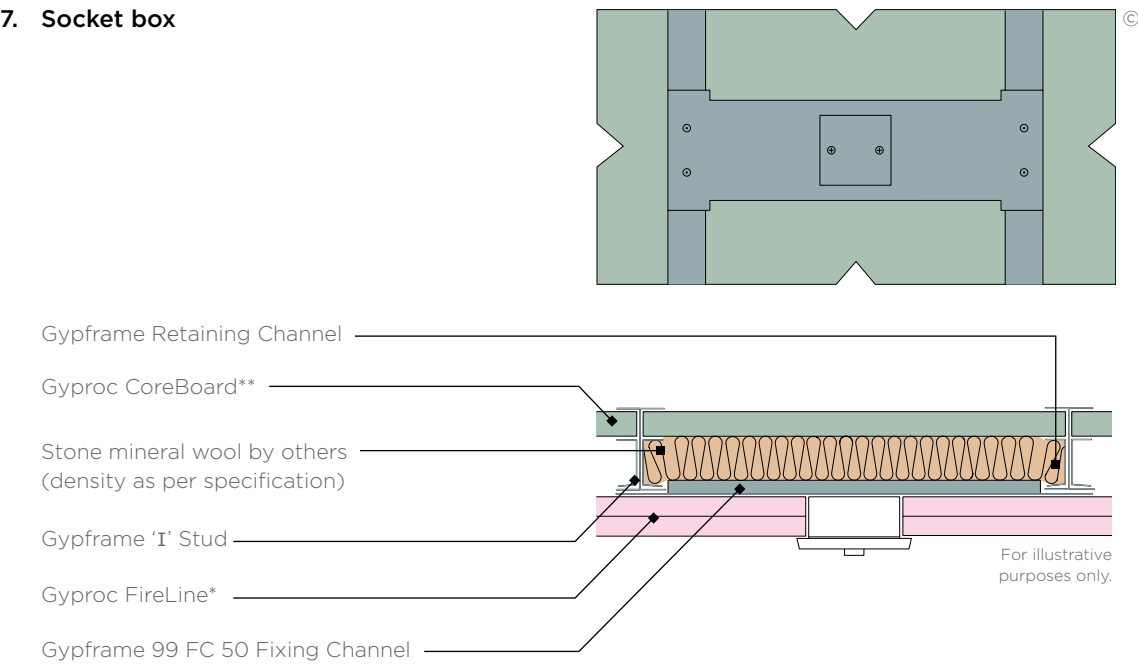 7. Socket box
©
Gypframe Retaining Channel
Gyproc CoreBoard**
Stone mineral wool by others
(density as per specification)
Gypframe ‘I’ Stud
Gyproc FireLine*
Gypframe 99 FC 50 Fixing Channel
For illustrative
purposes only.